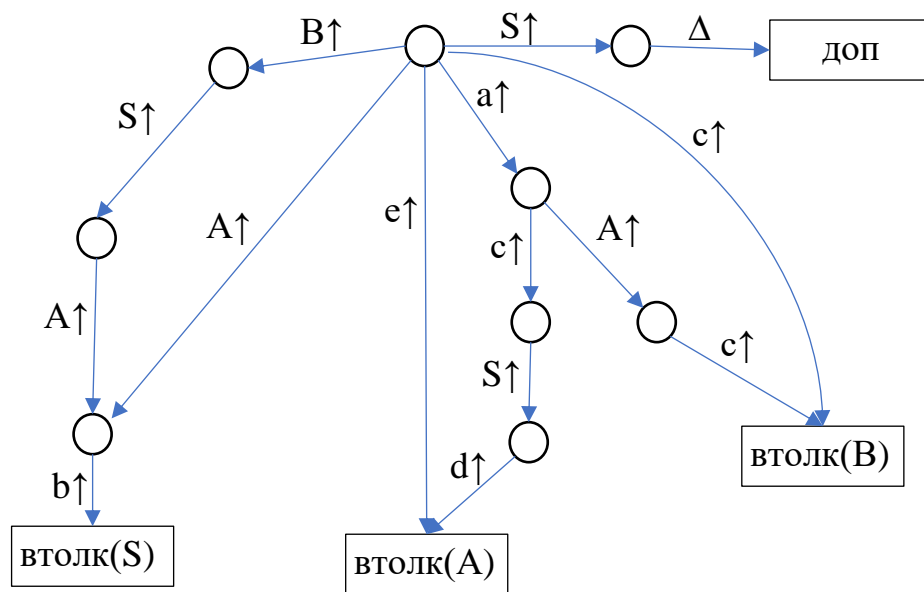 B↑
S↑
Δ
доп
a↑
c↑
S↑
A↑
e↑
c↑
A↑
A↑
c↑
S↑
d↑
b↑
втолк(B)
втолк(S)
втолк(A)